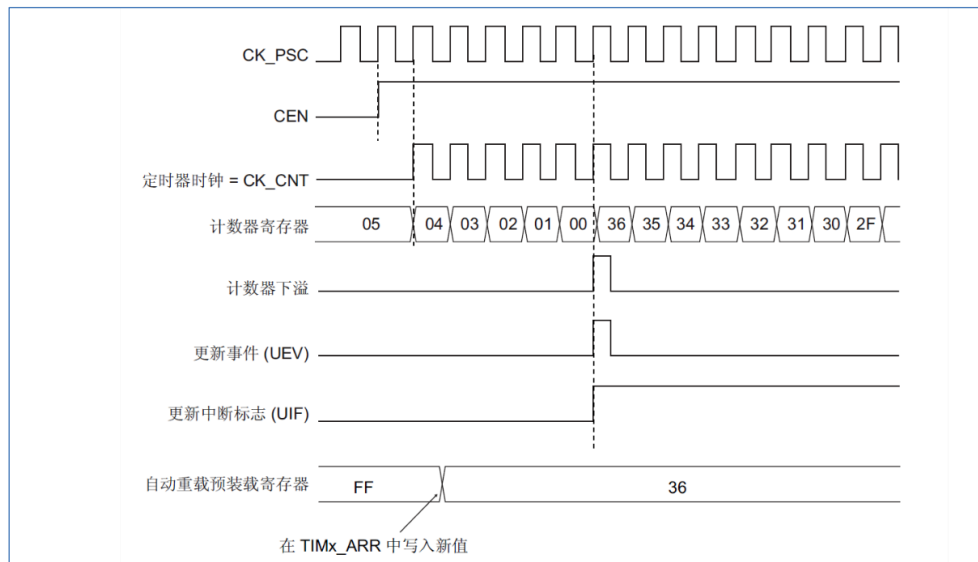 CK_PSC
CEN
定时器时钟 = CK_CNT
计数器寄存器 05 04 03 02 01 00 36 35 34 33 32 31 30 2F
计数器下溢
更新事件 (UEV)
更新中断标志 (UIF)
自动重载预装载寄存器 FF 36
在 TIMx_ARR 中写入新值